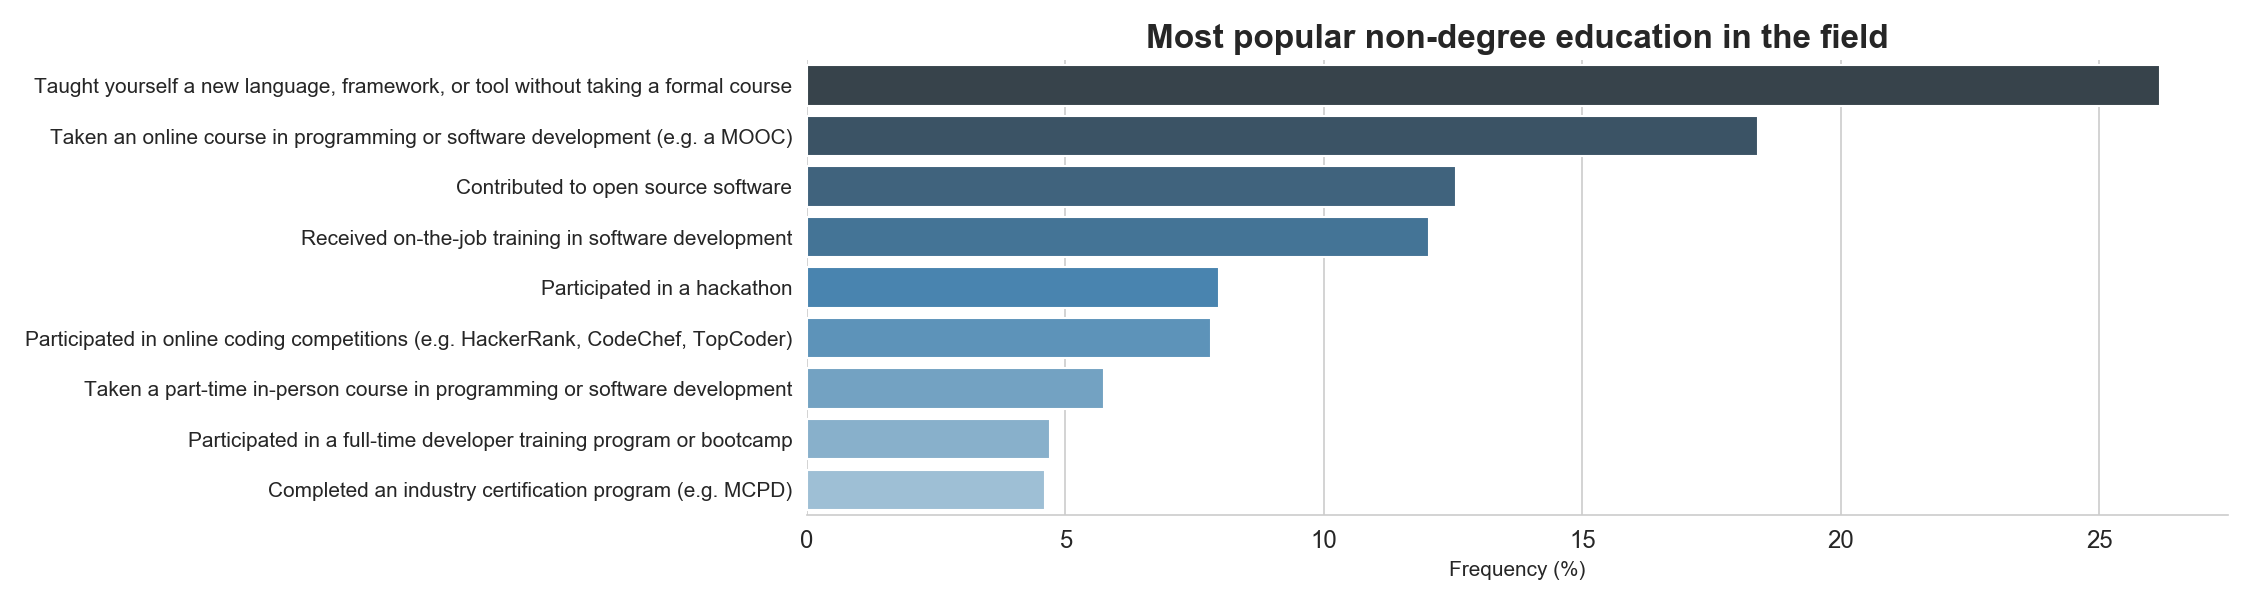 Most popular non-degree education in the field
Taught yourself a new language, framework, or tool without taking a formal course
Taken an online course in programming or software development (e.g. a MOOC)
Contributed to open source software
Received on-the-job training in software development
Participated in a hackathon
Participated in online coding competitions (e.g. HackerRank, CodeChef, TopCoder)
Taken a part-time in-person course in programming or software development
Participated in a full-time developer training program or bootcamp
Completed an industry certification program (e.g. MCPD)
0 5 10 15 20 25
Frequency (%)